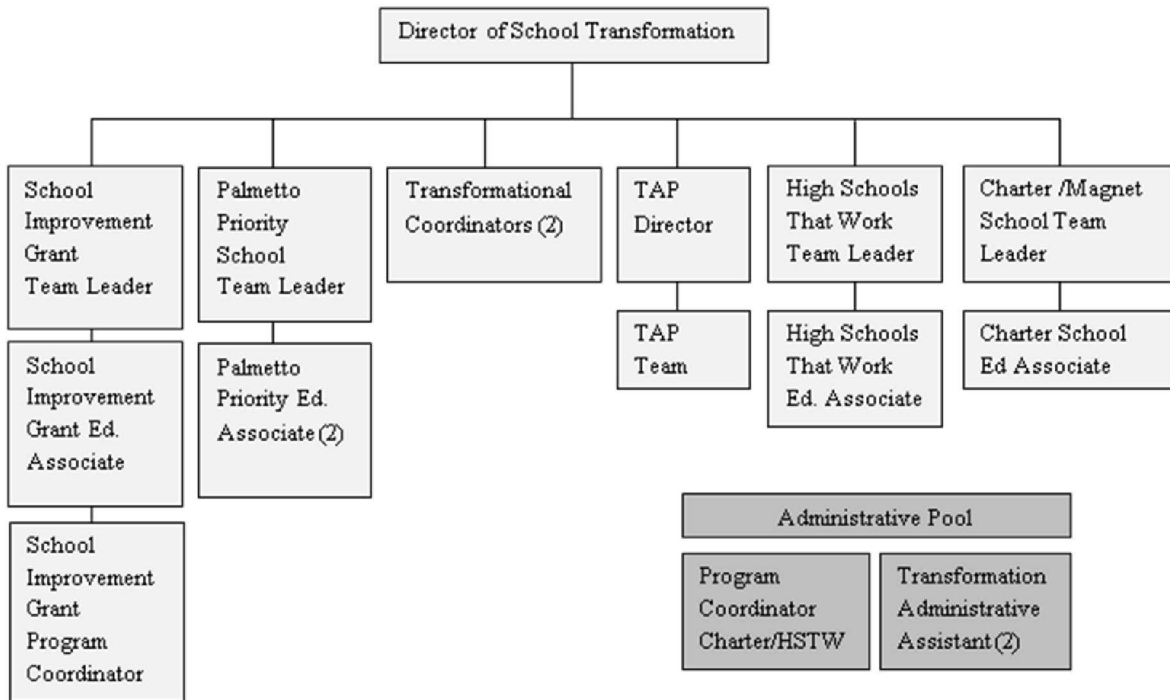 Director of School Transformation
School
Improvement
Grant
Team Leader
Palmetto
Priority
School
Team Leader
Transformational
Coordinators (2)
TAP
Director
High Schools
That Work
Team Leader
Charter /Magnet
School Team
Leader
School
Improvement
Grant Ed.
Associate
Palmetto
Priority Ed.
Associate (2)
TAP
Team
High Schools
That Work
Ed. Associate
Charter School
Ed Associate
School
Improvement
Grant
Program
Coordinator
Administrative Pool
Program
Coordinator
Charter/HSTW
Transformation
Administrative
Assistant (2)